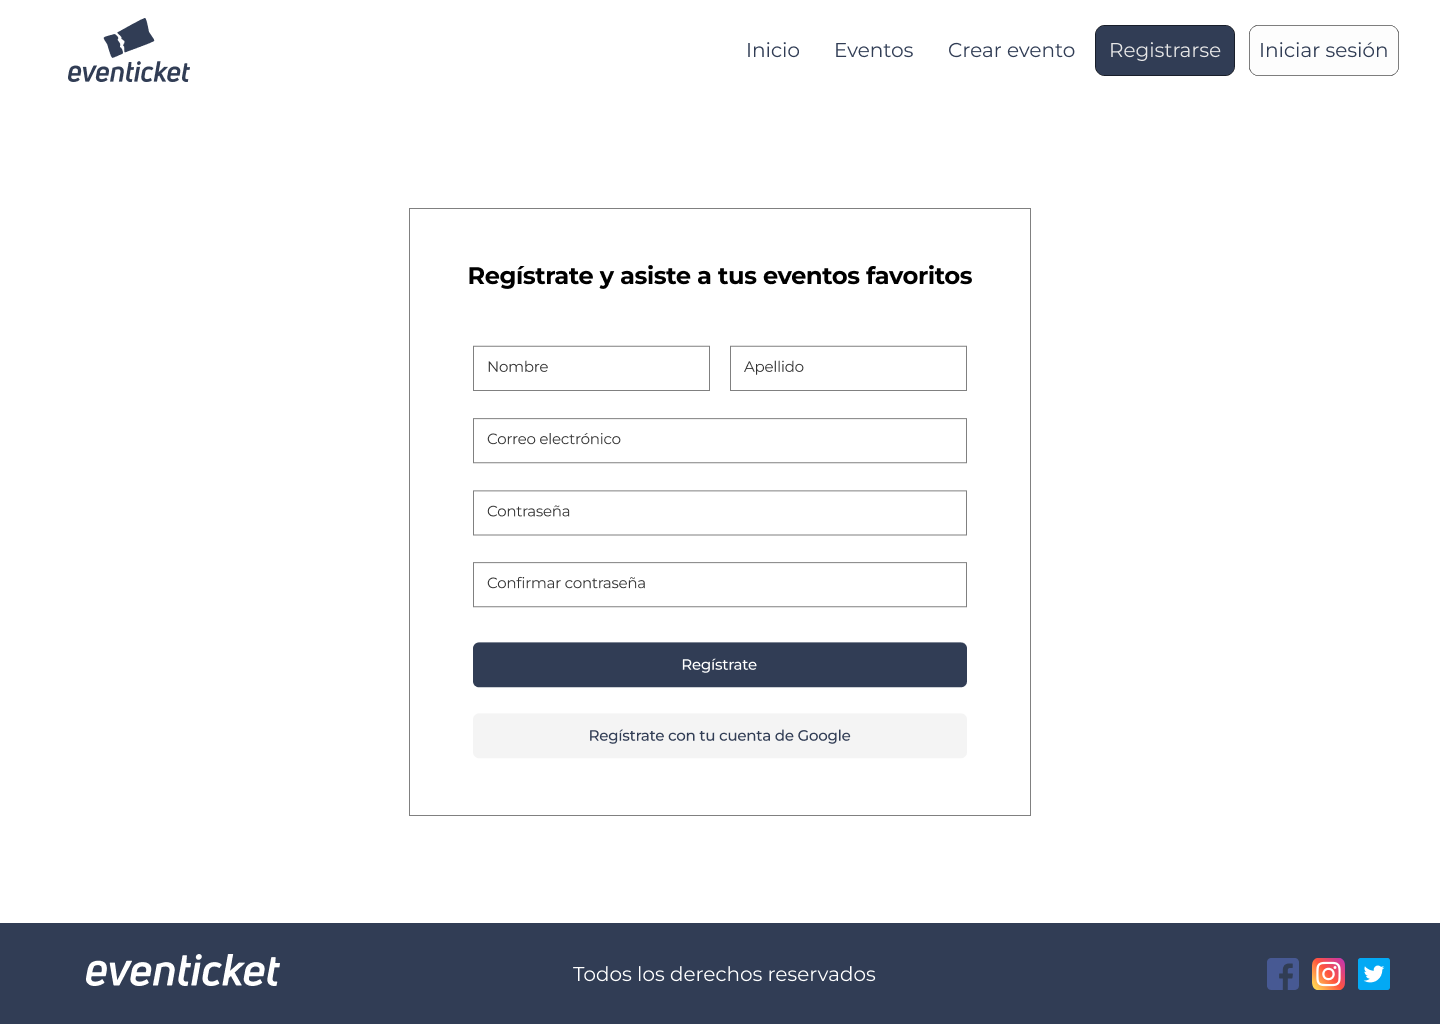 eventicket
Inicio
Eventos
Crear evento
Registrarse
Iniciar sesión
Regístrate y asiste a tus eventos favoritos
Nombre
Apellido
Correo electrónico
Contraseña
Confirmar contraseña
Regístrate
Regístrate con tu cuenta de Google
eventicket
Todos los derechos reservados